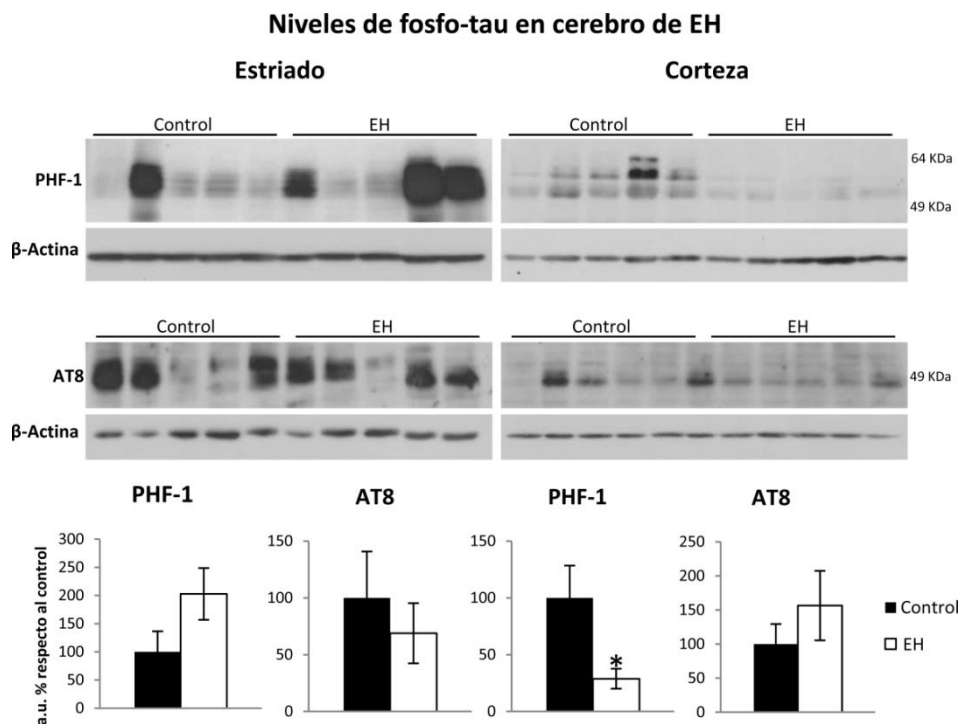 Niveles de fosfo-tau en cerebro de EH
Estriado Corteza
Control EH Control EH
PHF-1
64 KDa
49 KDa
β-Actina
Control EH Control EH
AT8
49 KDa
β-Actina
PHF-1 AT8 PHF-1 AT8
a.u. % respecto al control
300
250
200
150
100
50
0
150
100
50
0
150
100
50
0
*
250
200
150
100
50
0
Control
EH